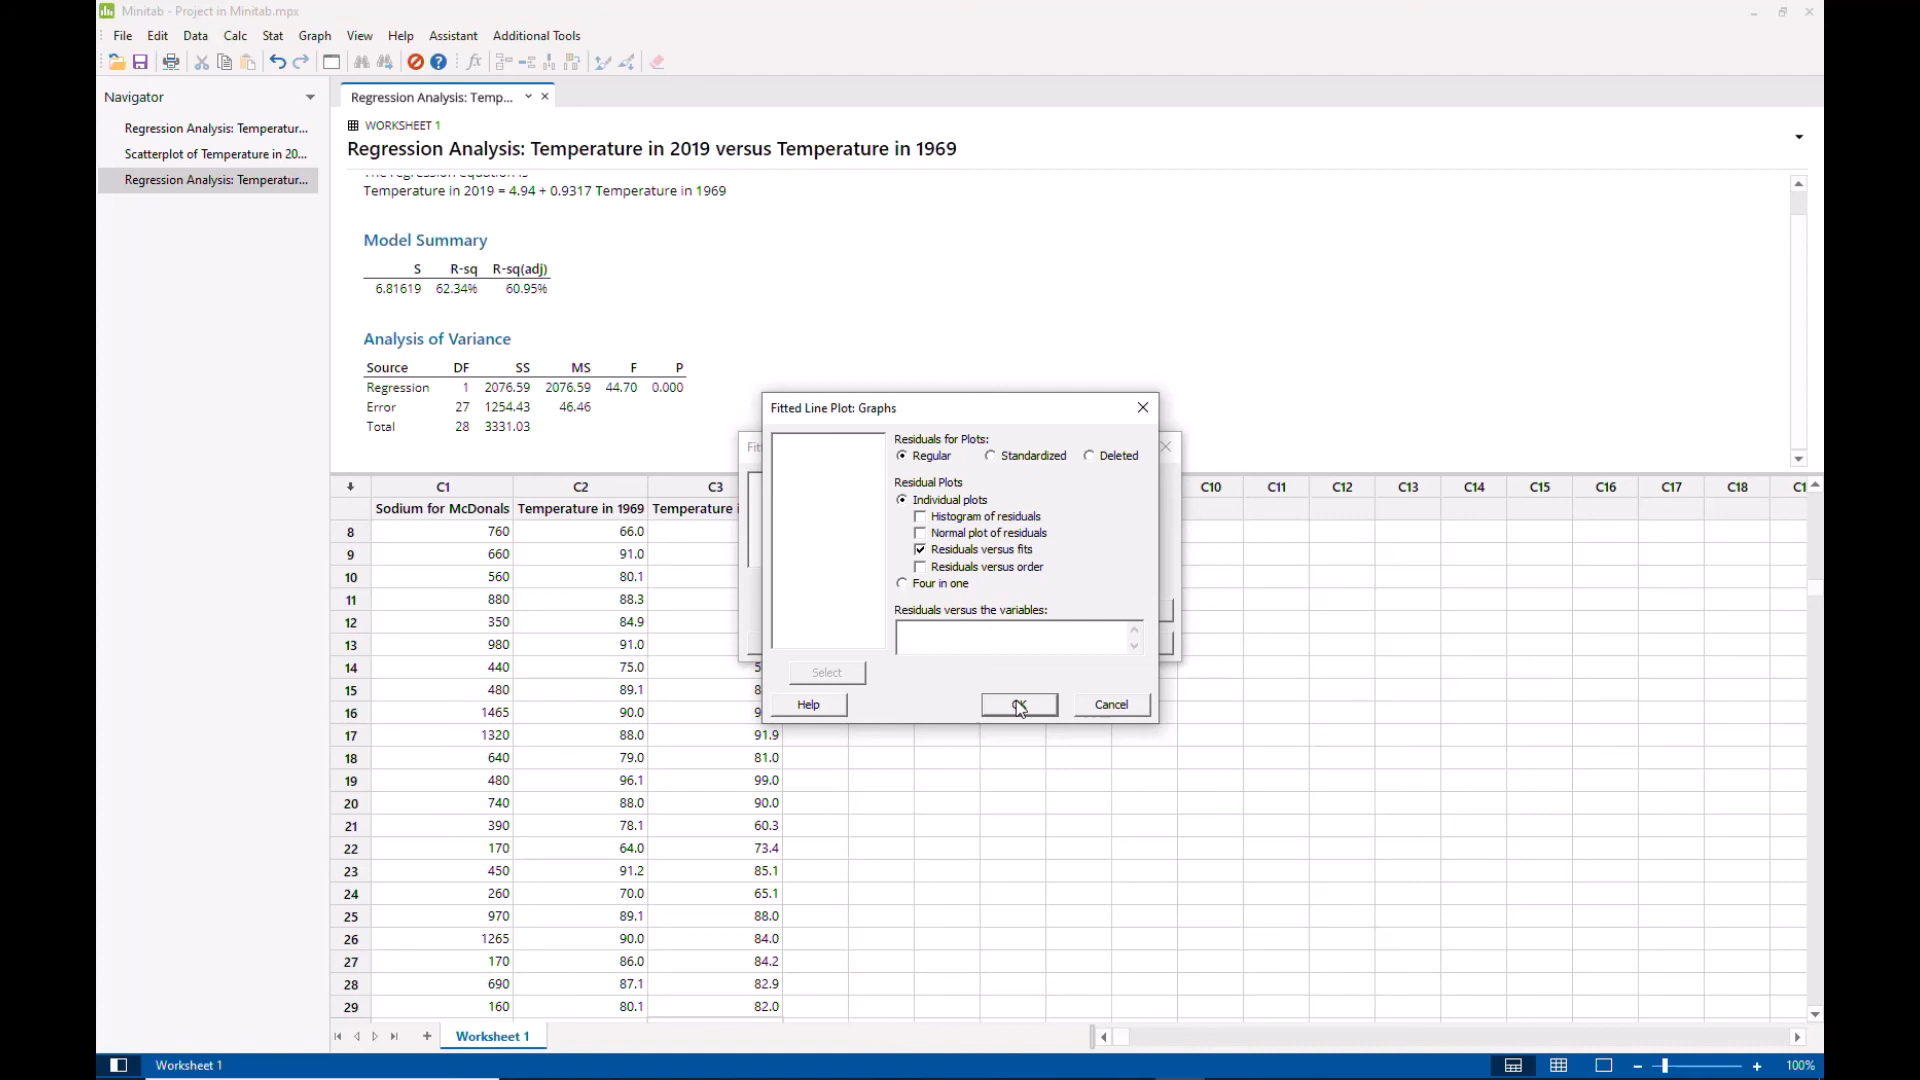 Minitab - Project in Minitab.mpx
File Edit Data Calc Stat Graph View Help Assistant Additional Tools
Navigator
Regression Analysis: Temperatur...
Scatterplot of Temperature in 20...
Regression Analysis: Temperatur...
Regression Analysis: Temp...
WORKSHEET 1
Regression Analysis: Temperature in 2019 versus Temperature in 1969
The regression equation is
Temperature in 2019 = 4.94 + 0.9317 Temperature in 1969
Model Summary
S R-sq R-sq(adj)
6.81619 62.34% 60.95%
Analysis of Variance
Source DF SS MS F P
Regression 1 2076.59 2076.59 44.70 0.000
Error 27 1254.43 46.46
Total 28 3331.03
Fitted Line Plot: Graphs
Residuals for Plots:
Regular Standardized Deleted
Residual Plots
Individual plots
Histogram of residuals
Normal plot of residuals
Residuals versus fits
Residuals versus order
Four in one
Residuals versus the variables:
Select
Help OK Cancel
C1 C2 C3 C10 C11 C12 C13 C14 C15 C16 C17 C18 C1
Sodium for McDonals Temperature in 1969 Temperature i
8 760 66.0
9 660 91.0
10 560 80.1
11 880 88.3
12 350 84.9
13 980 91.0
14 440 75.0 5
15 480 89.1 8
16 1465 90.0 9
17 1320 88.0 91.9
18 640 79.0 81.0
19 480 96.1 99.0
20 740 88.0 90.0
21 390 78.1 60.3
22 170 64.0 73.4
23 450 91.2 85.1
24 260 70.0 65.1
25 970 89.1 88.0
26 1265 90.0 84.0
27 170 86.0 84.2
28 690 87.1 82.9
29 160 80.1 82.0
Worksheet 1
Worksheet 1 100%